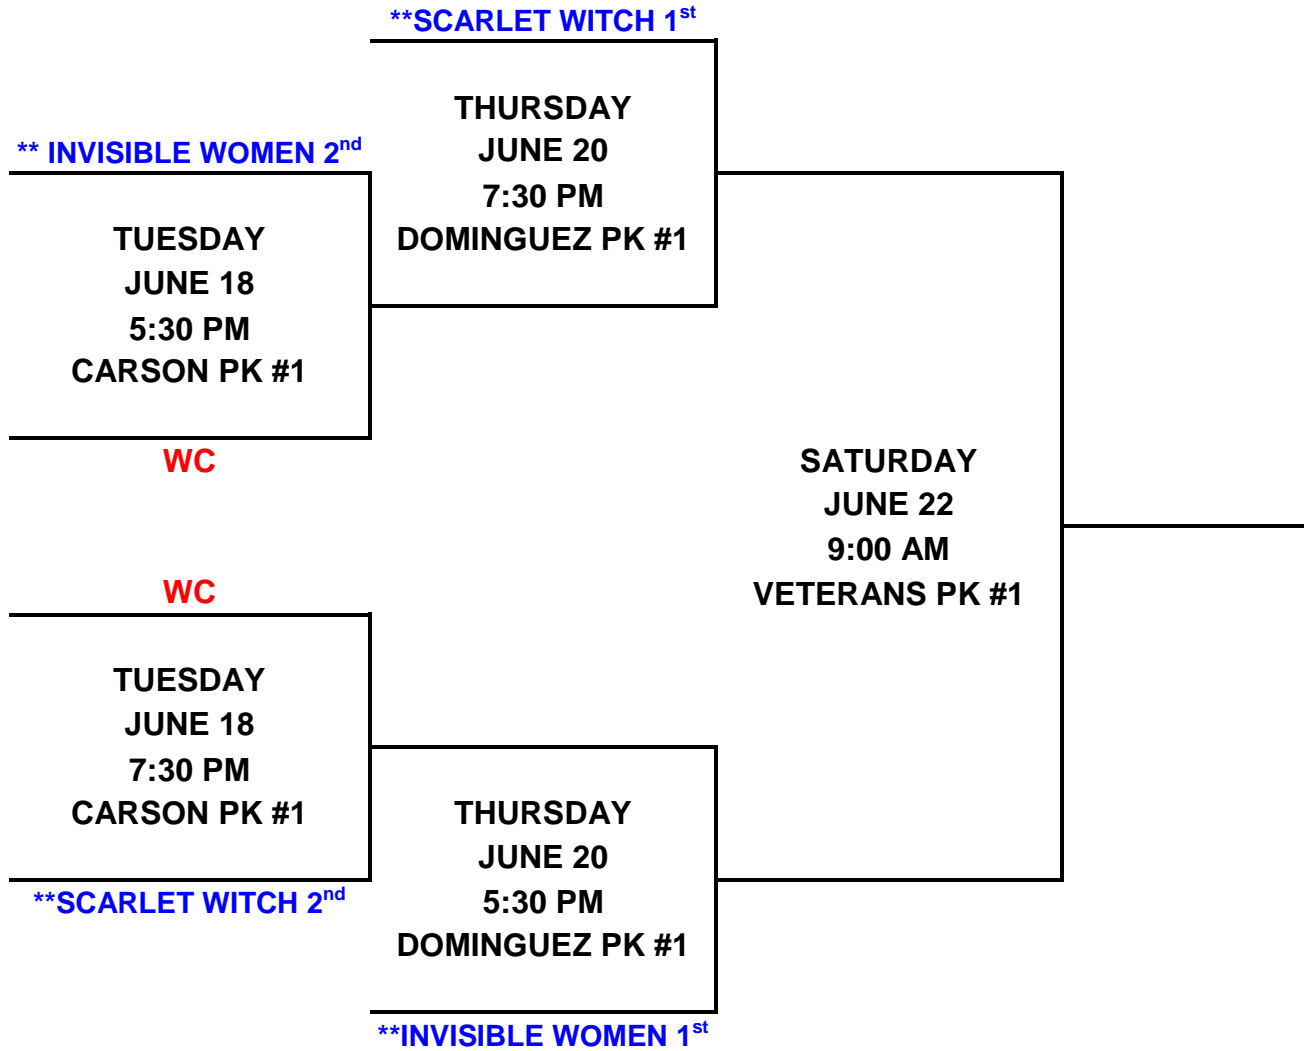 **SCARLET WITCH 1st
THURSDAY
JUNE 20
7:30 PM
DOMINGUEZ PK #1
** INVISIBLE WOMEN 2nd
TUESDAY
JUNE 18
5:30 PM
CARSON PK #1
WC
SATURDAY
JUNE 22
9:00 AM
VETERANS PK #1
WC
TUESDAY
JUNE 18
7:30 PM
CARSON PK #1
**SCARLET WITCH 2nd
THURSDAY
JUNE 20
5:30 PM
DOMINGUEZ PK #1
**INVISIBLE WOMEN 1st